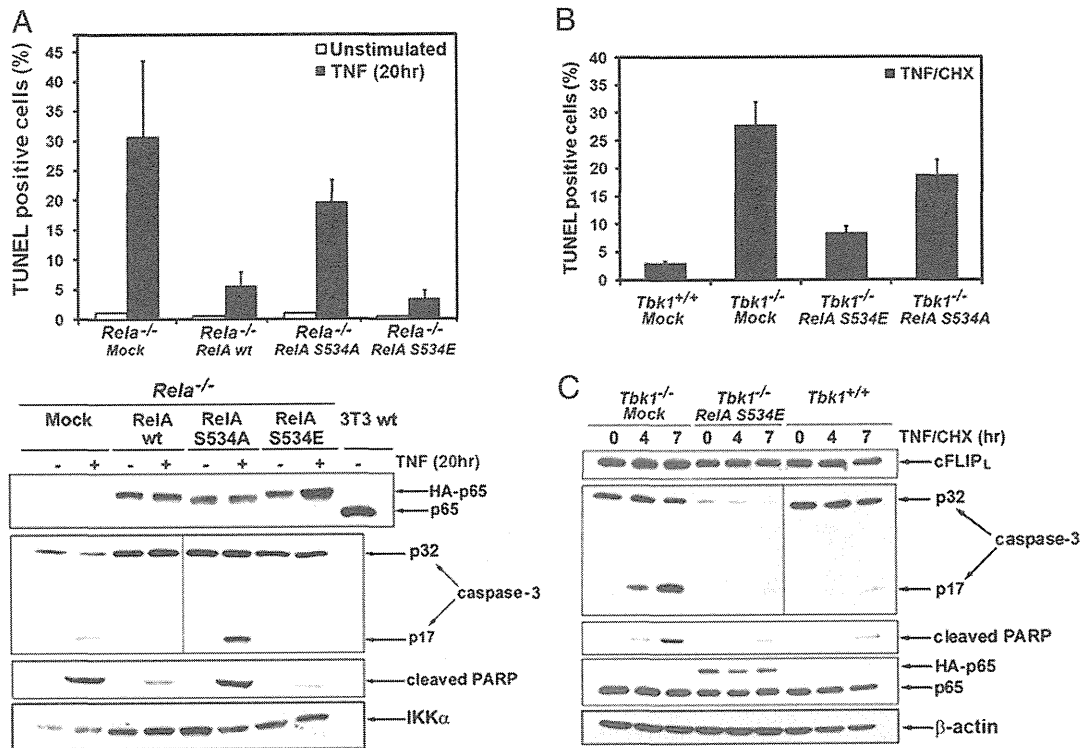 A
TUNEL positive cells (%)
45
40
35
30
25
20
15
10
5
0
Unstimulated
TNF (20hr)
Rela-/- Rela-/- Rela-/- Rela-/-
Mock RelA wt RelA S534A RelA S534E
Rela-/-
Mock RelA wt RelA S534A RelA S534E 3T3 wt
- + - + - + - + -
TNF (20hr)
HA-p65
p65
p32
caspase-3
p17
cleaved PARP
IKKα
B
TUNEL positive cells (%)
40
35
30
25
20
15
10
5
0
TNF/CHX
Tbk1+/+ Tbk1-/- Tbk1-/- Tbk1-/-
Mock Mock RelA S534E RelA S534A
C
Tbk1-/- Tbk1-/- Tbk1+/+
Mock RelA S534E
0 4 7 0 4 7 0 4 7 TNF/CHX (hr)
cFLIPL
p32
caspase-3
p17
cleaved PARP
HA-p65
p65
β-actin